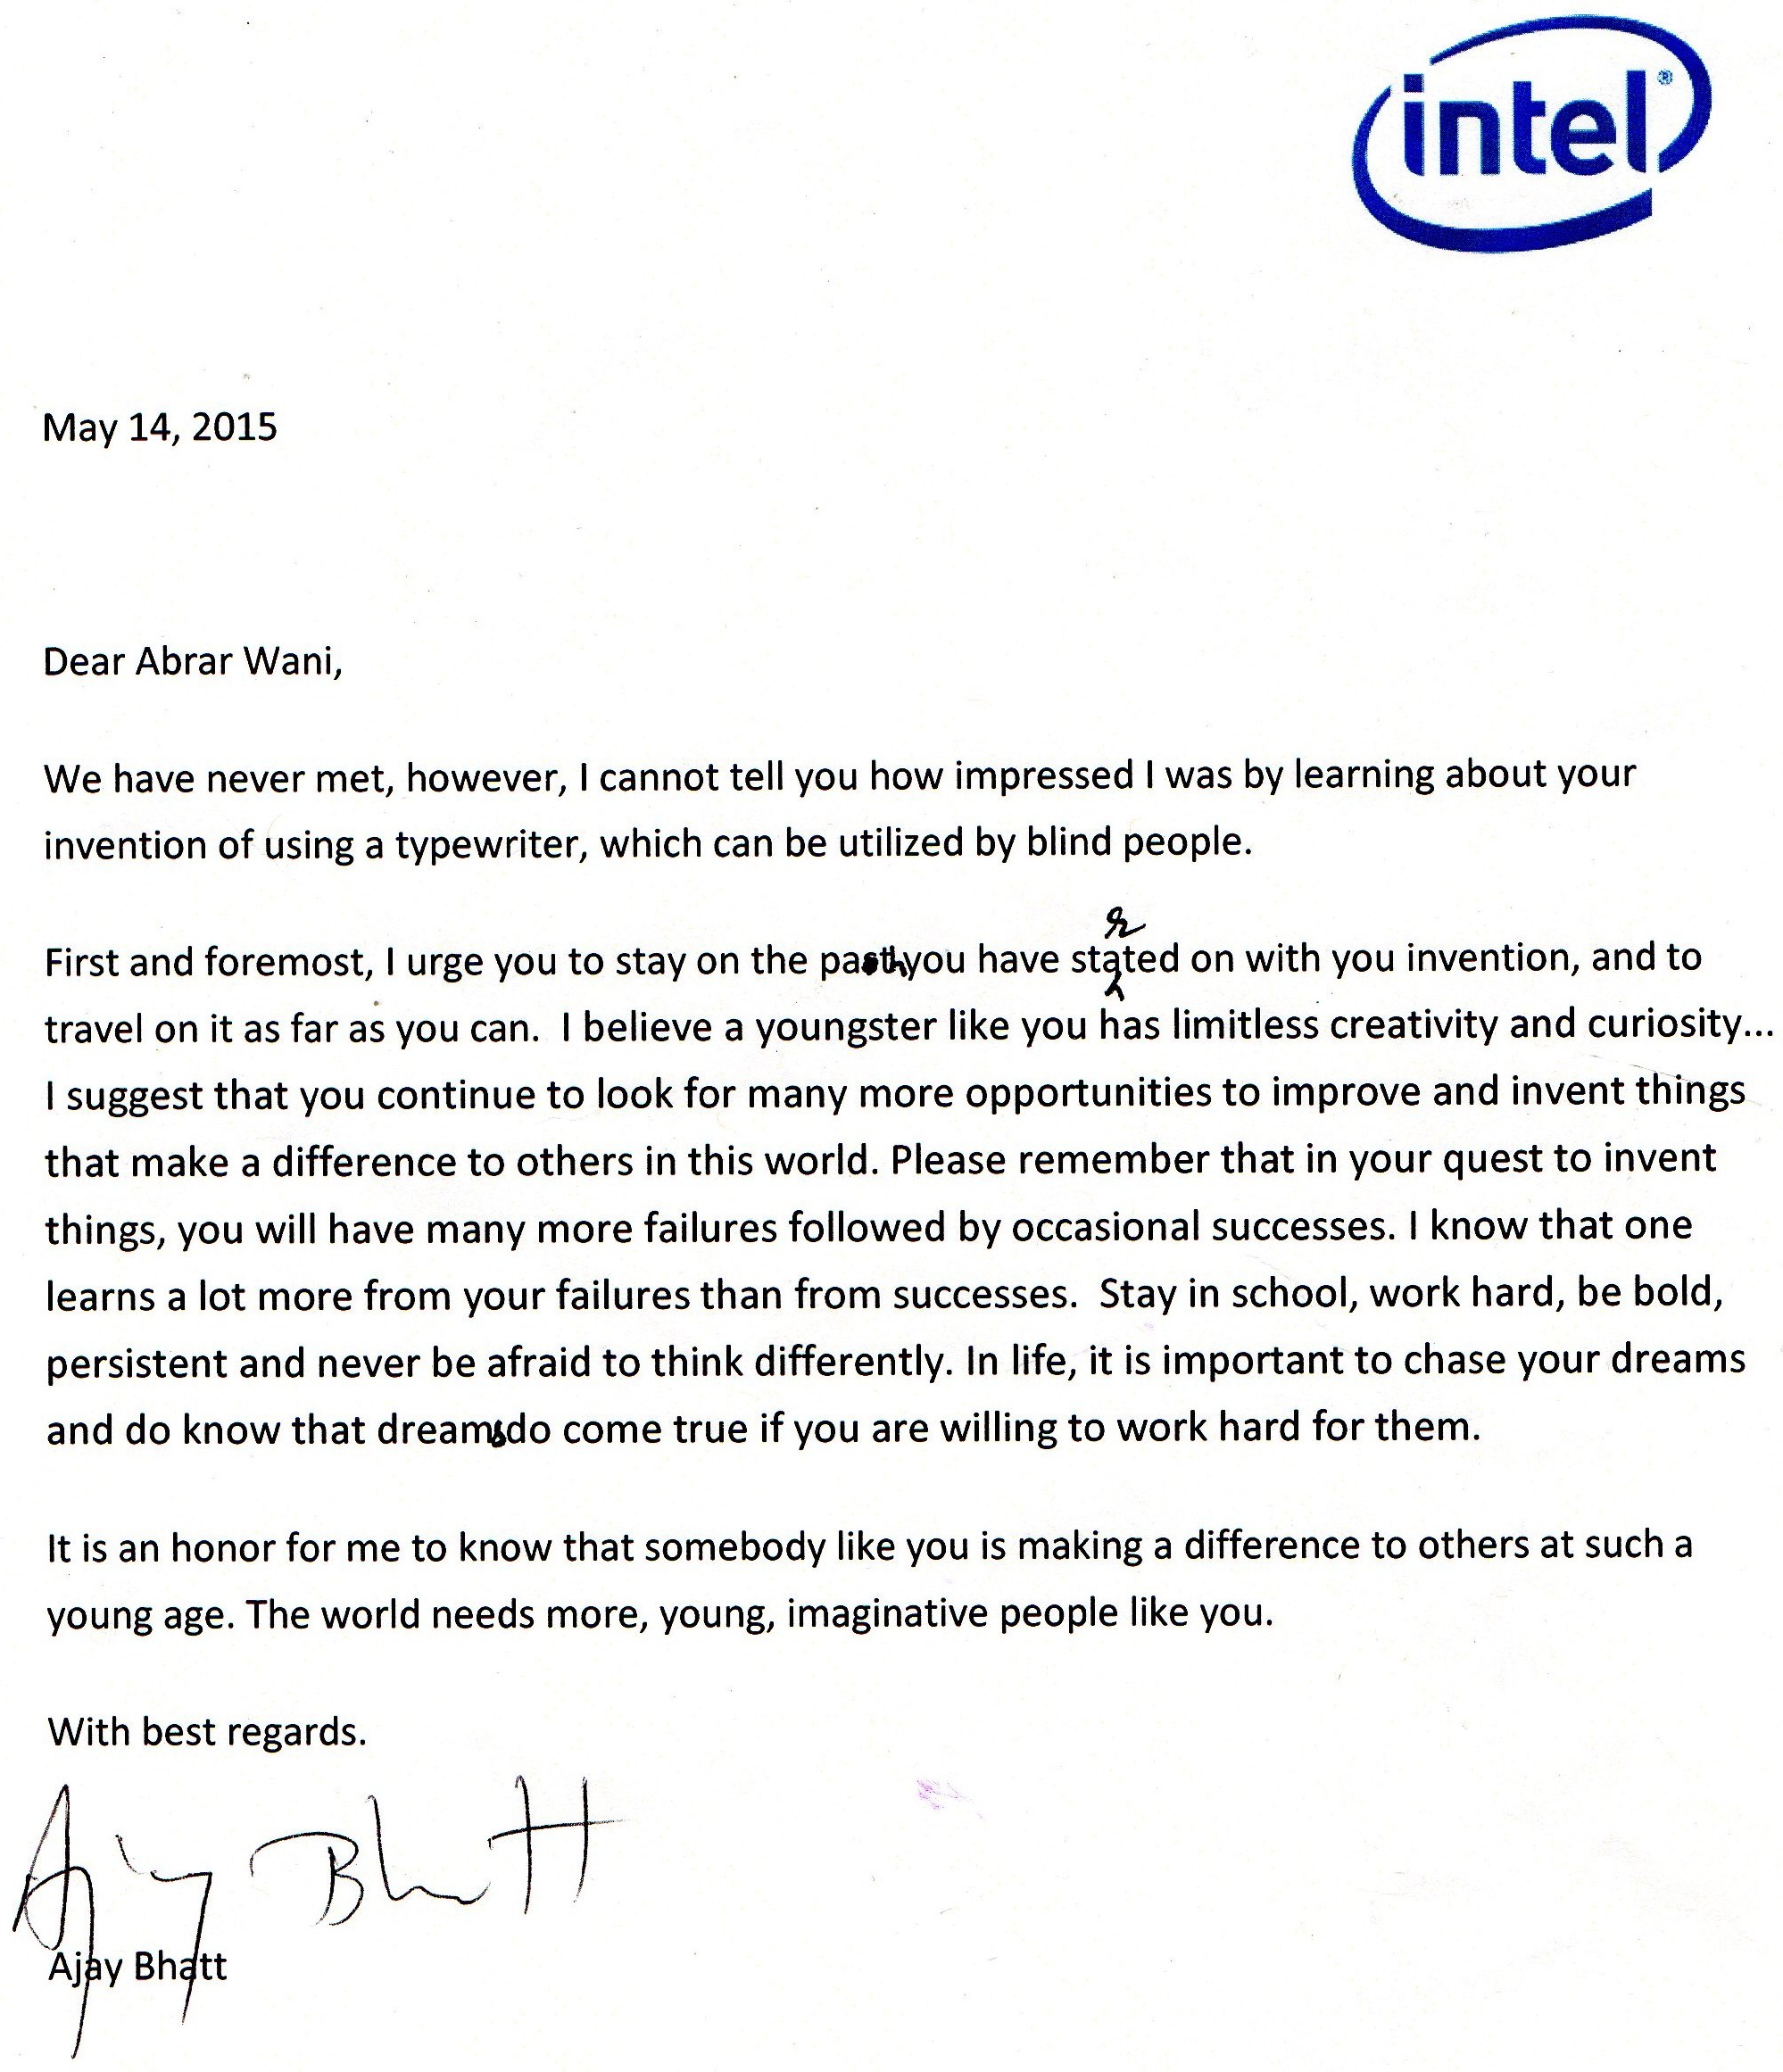 intel®
May 14, 2015
Dear Abrar Wani,
We have never met, however, I cannot tell you how impressed I was by learning about your
invention of using a typewriter, which can be utilized by blind people.
First and foremost, I urge you to stay on the path you have started on with you invention, and to
travel on it as far as you can.  I believe a youngster like you has limitless creativity and curiosity...
I suggest that you continue to look for many more opportunities to improve and invent things
that make a difference to others in this world. Please remember that in your quest to invent
things, you will have many more failures followed by occasional successes. I know that one
learns a lot more from your failures than from successes.  Stay in school, work hard, be bold,
persistent and never be afraid to think differently. In life, it is important to chase your dreams
and do know that dreams do come true if you are willing to work hard for them.
It is an honor for me to know that somebody like you is making a difference to others at such a
young age. The world needs more, young, imaginative people like you.
With best regards.
Ajay Bhatt
Ajay Bhatt